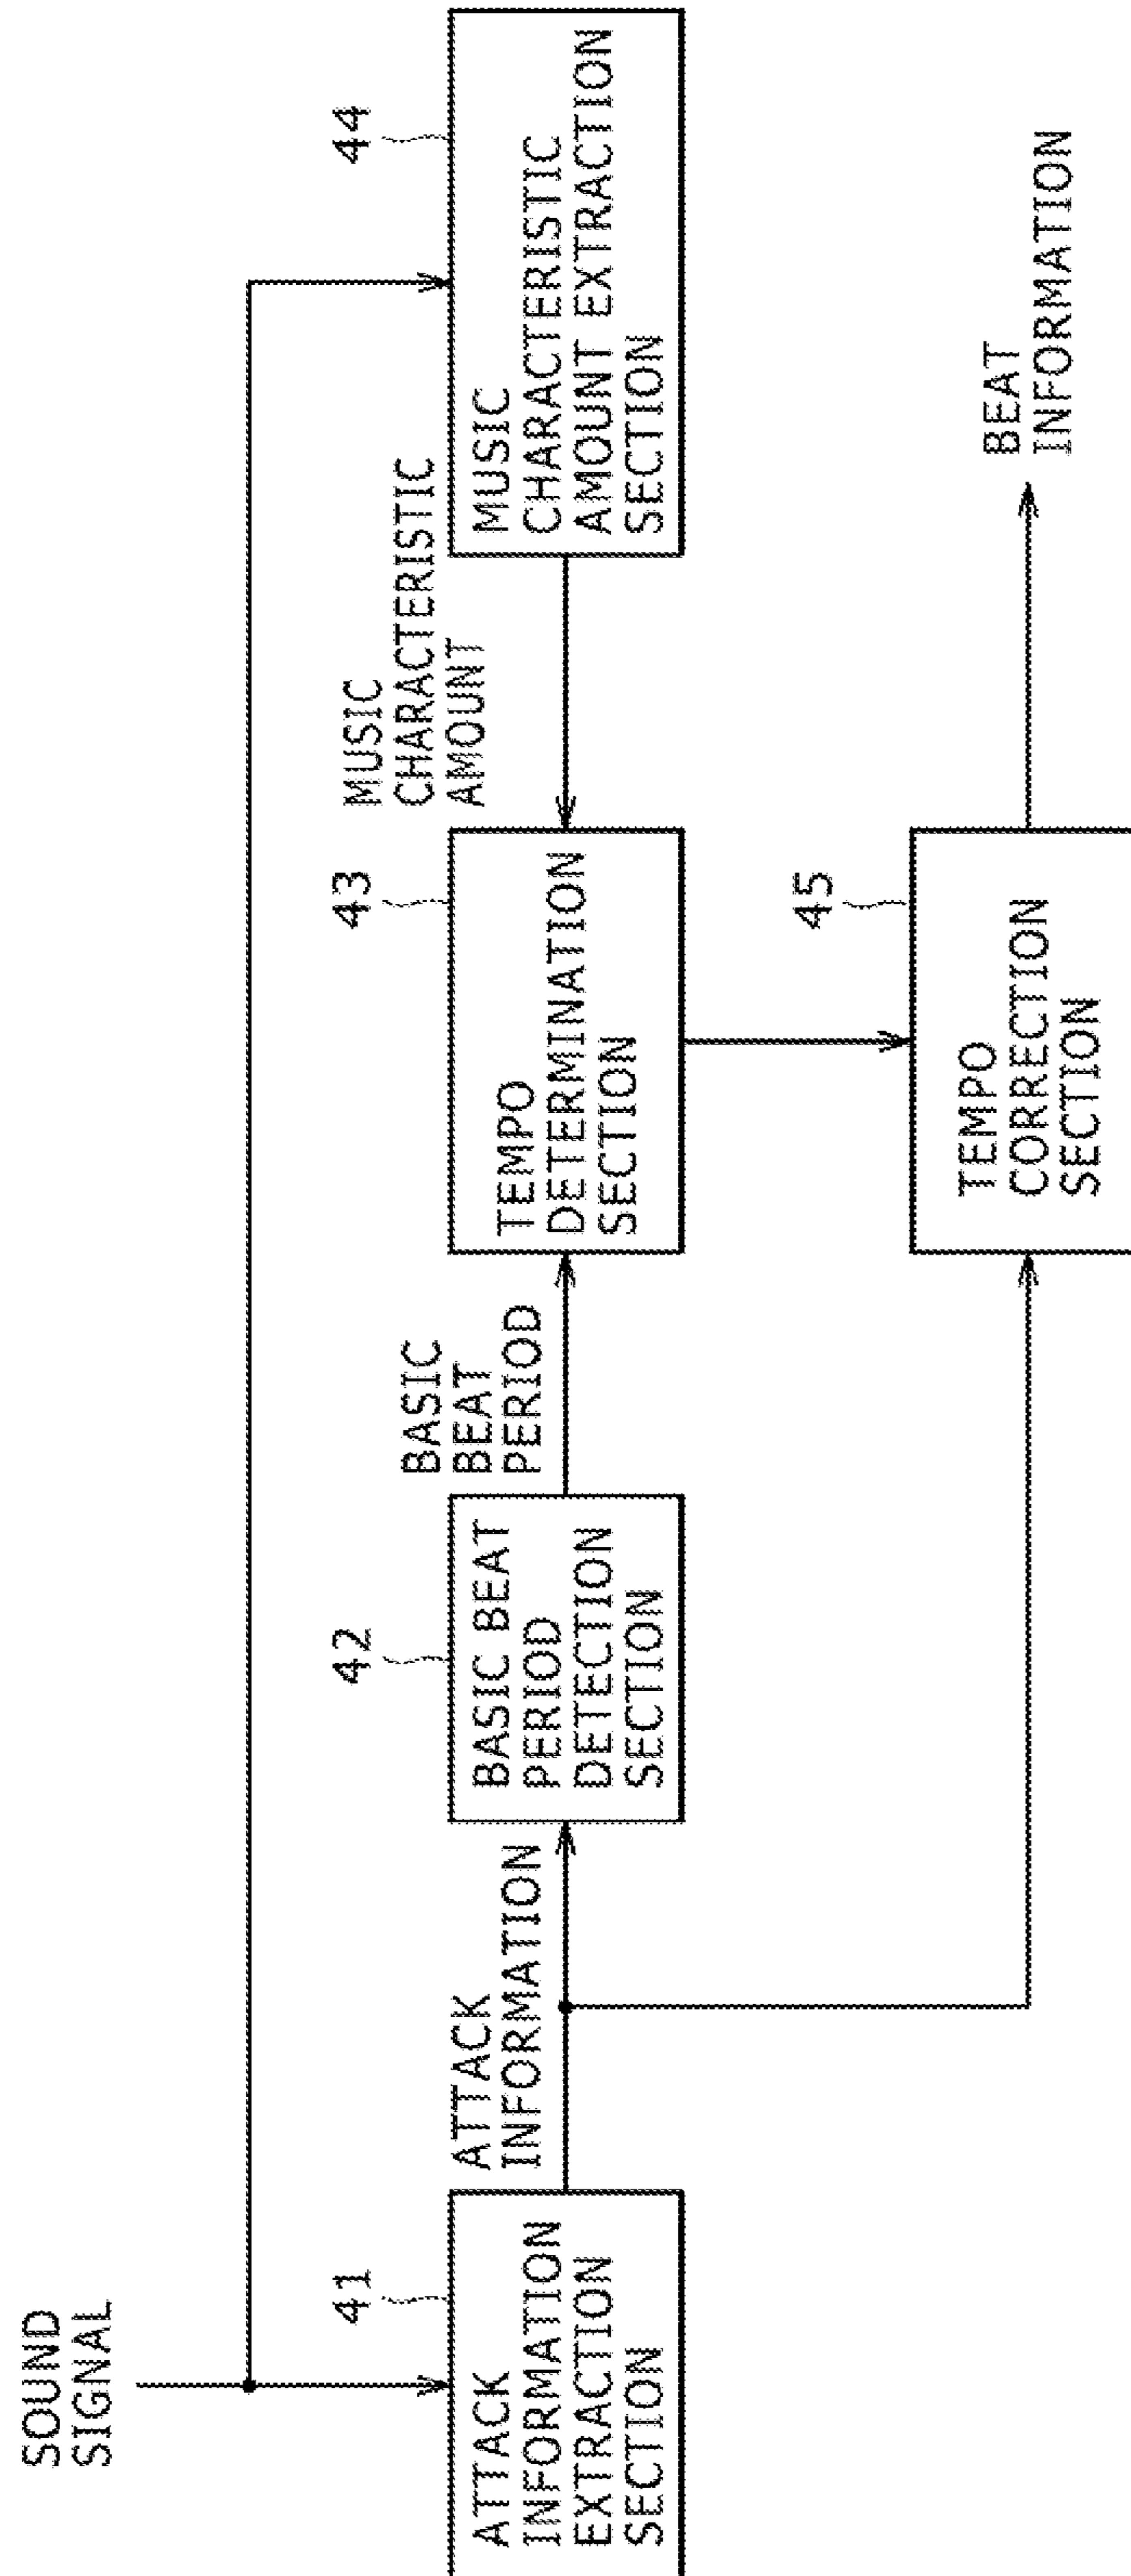 SOUND
SIGNAL
41
ATTACK
INFORMATION
EXTRACTION
SECTION
ATTACK
INFORMATION
42
BASIC BEAT
PERIOD
DETECTION
SECTION
BASIC
BEAT
PERIOD
43
TEMPO
DETERMINATION
SECTION
MUSIC
CHARACTERISTIC
AMOUNT
44
MUSIC
CHARACTERISTIC
AMOUNT EXTRACTION
SECTION
45
TEMPO
CORRECTION
SECTION
BEAT
INFORMATION